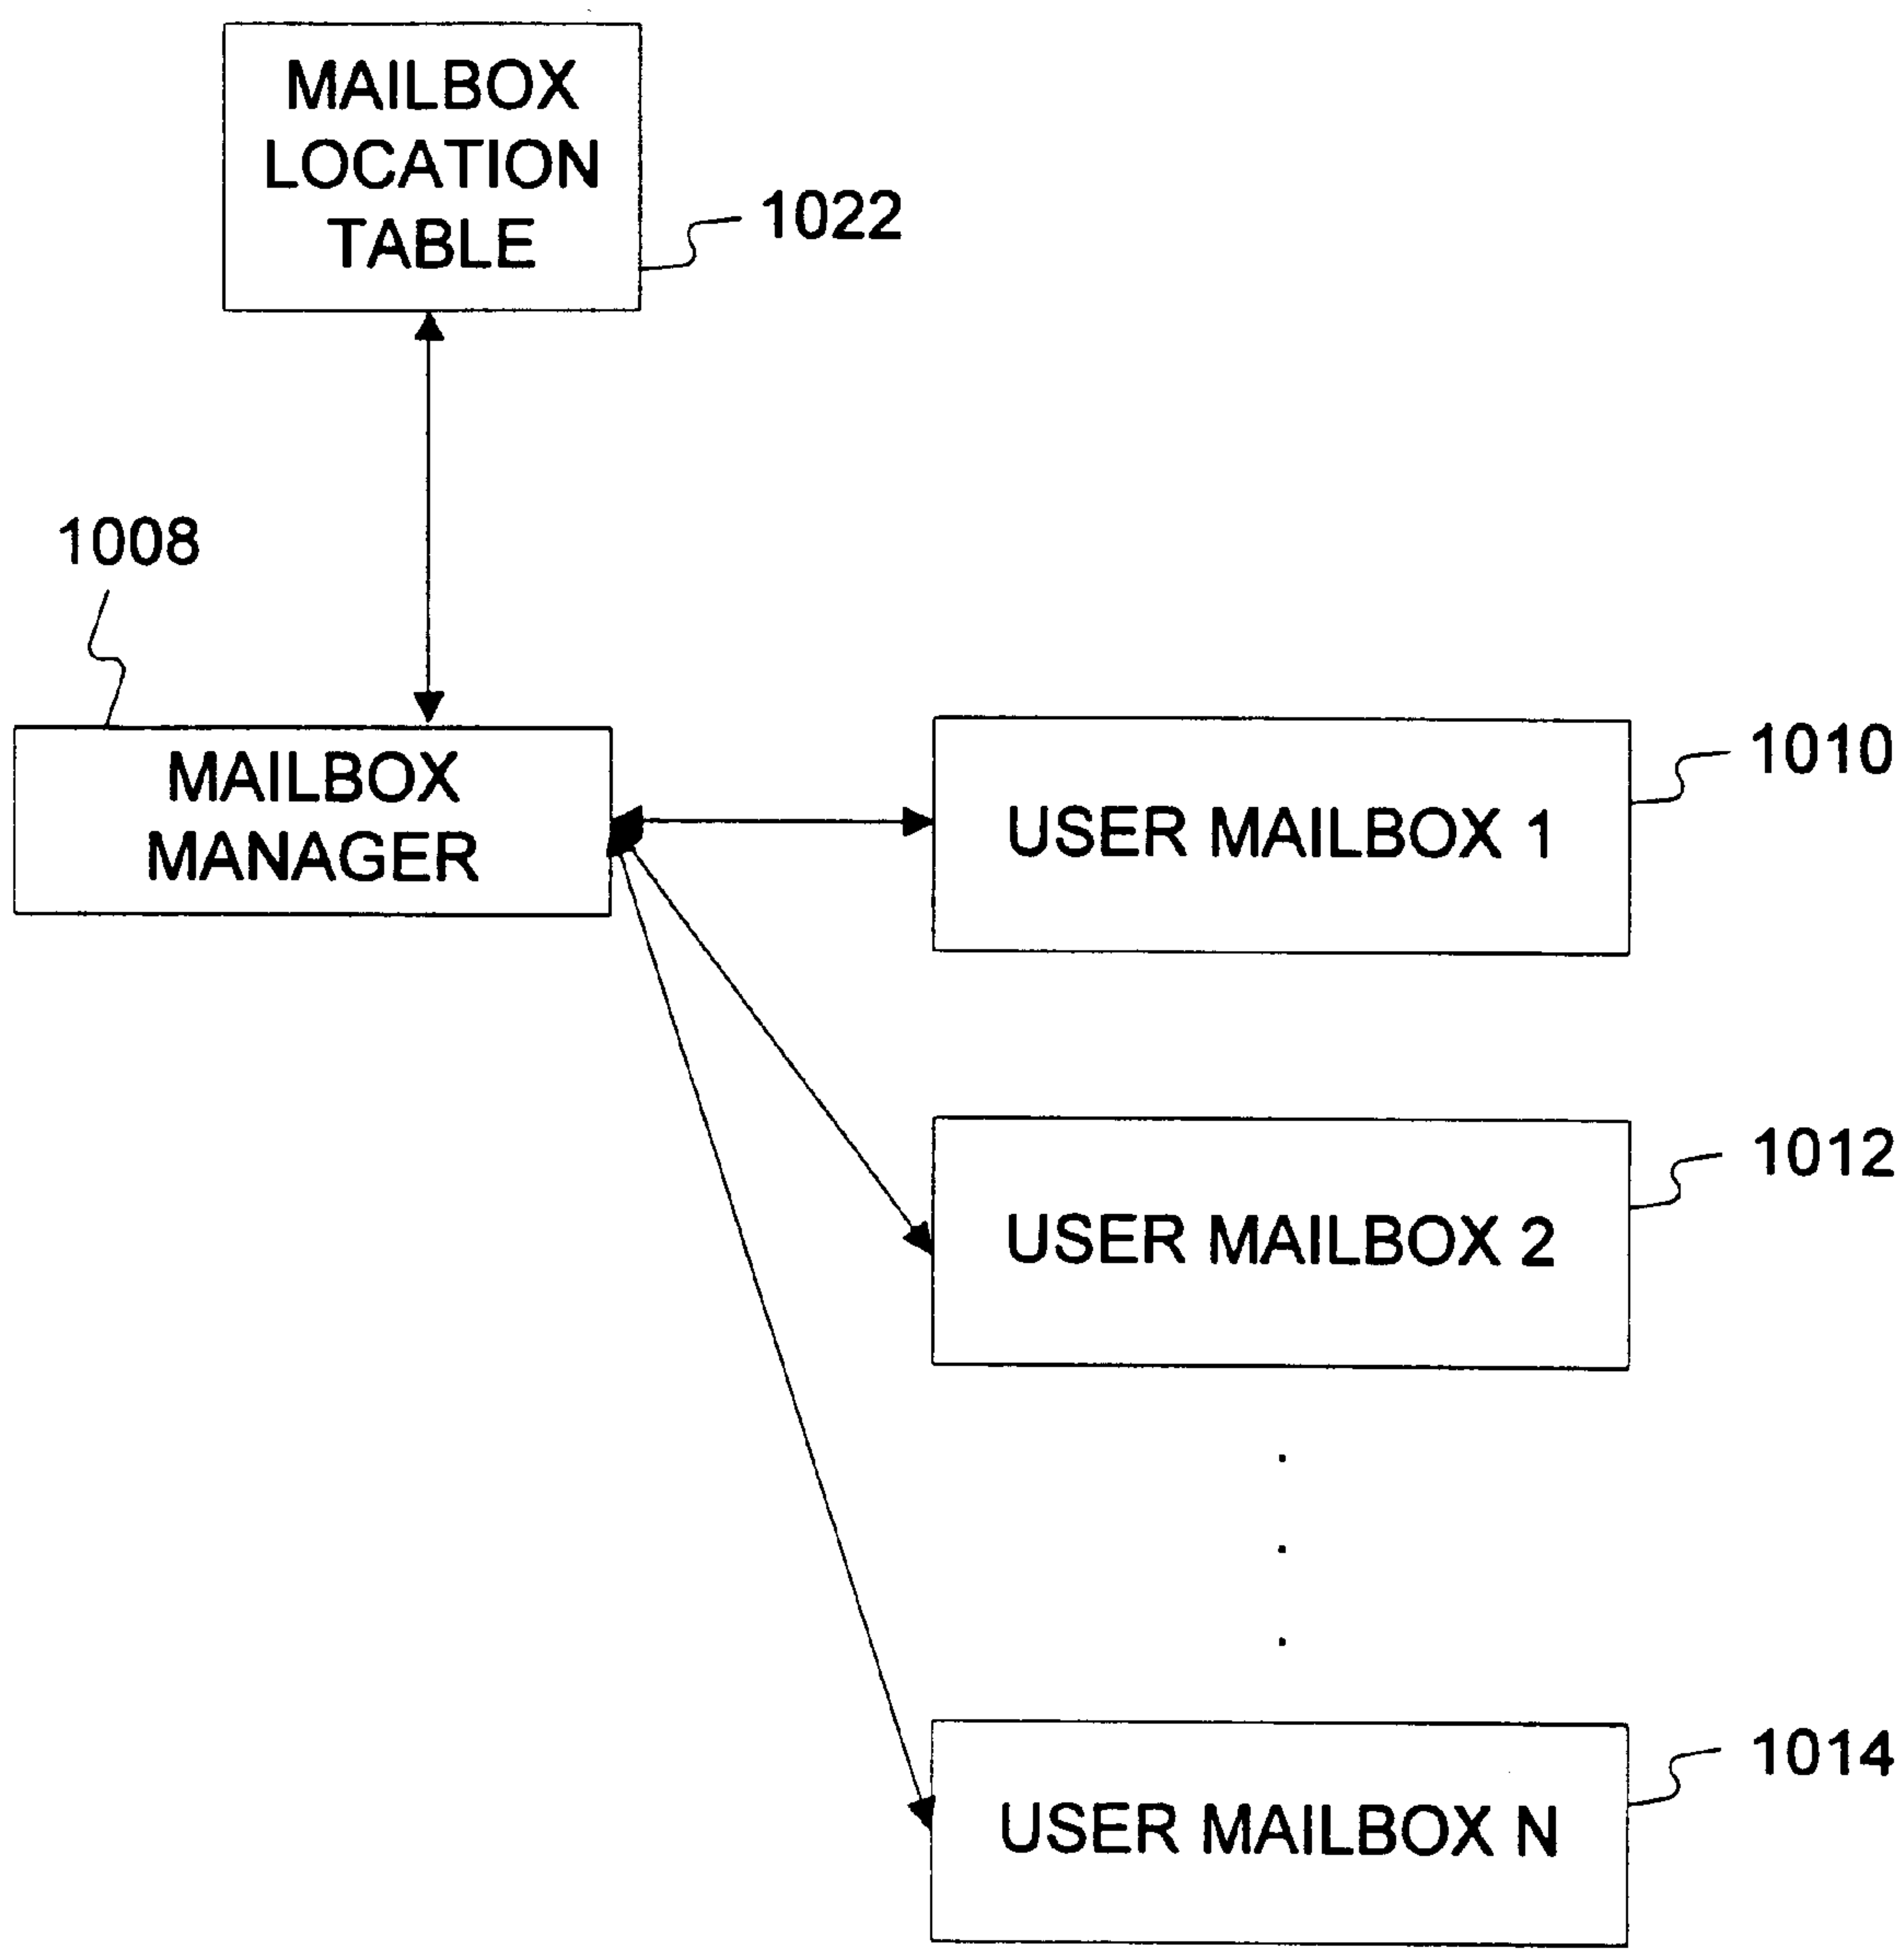 MAILBOX
LOCATION
TABLE
1022
1008
MAILBOX
MANAGER
USER MAILBOX 1
1010
USER MAILBOX 2
1012
USER MAILBOX N
1014